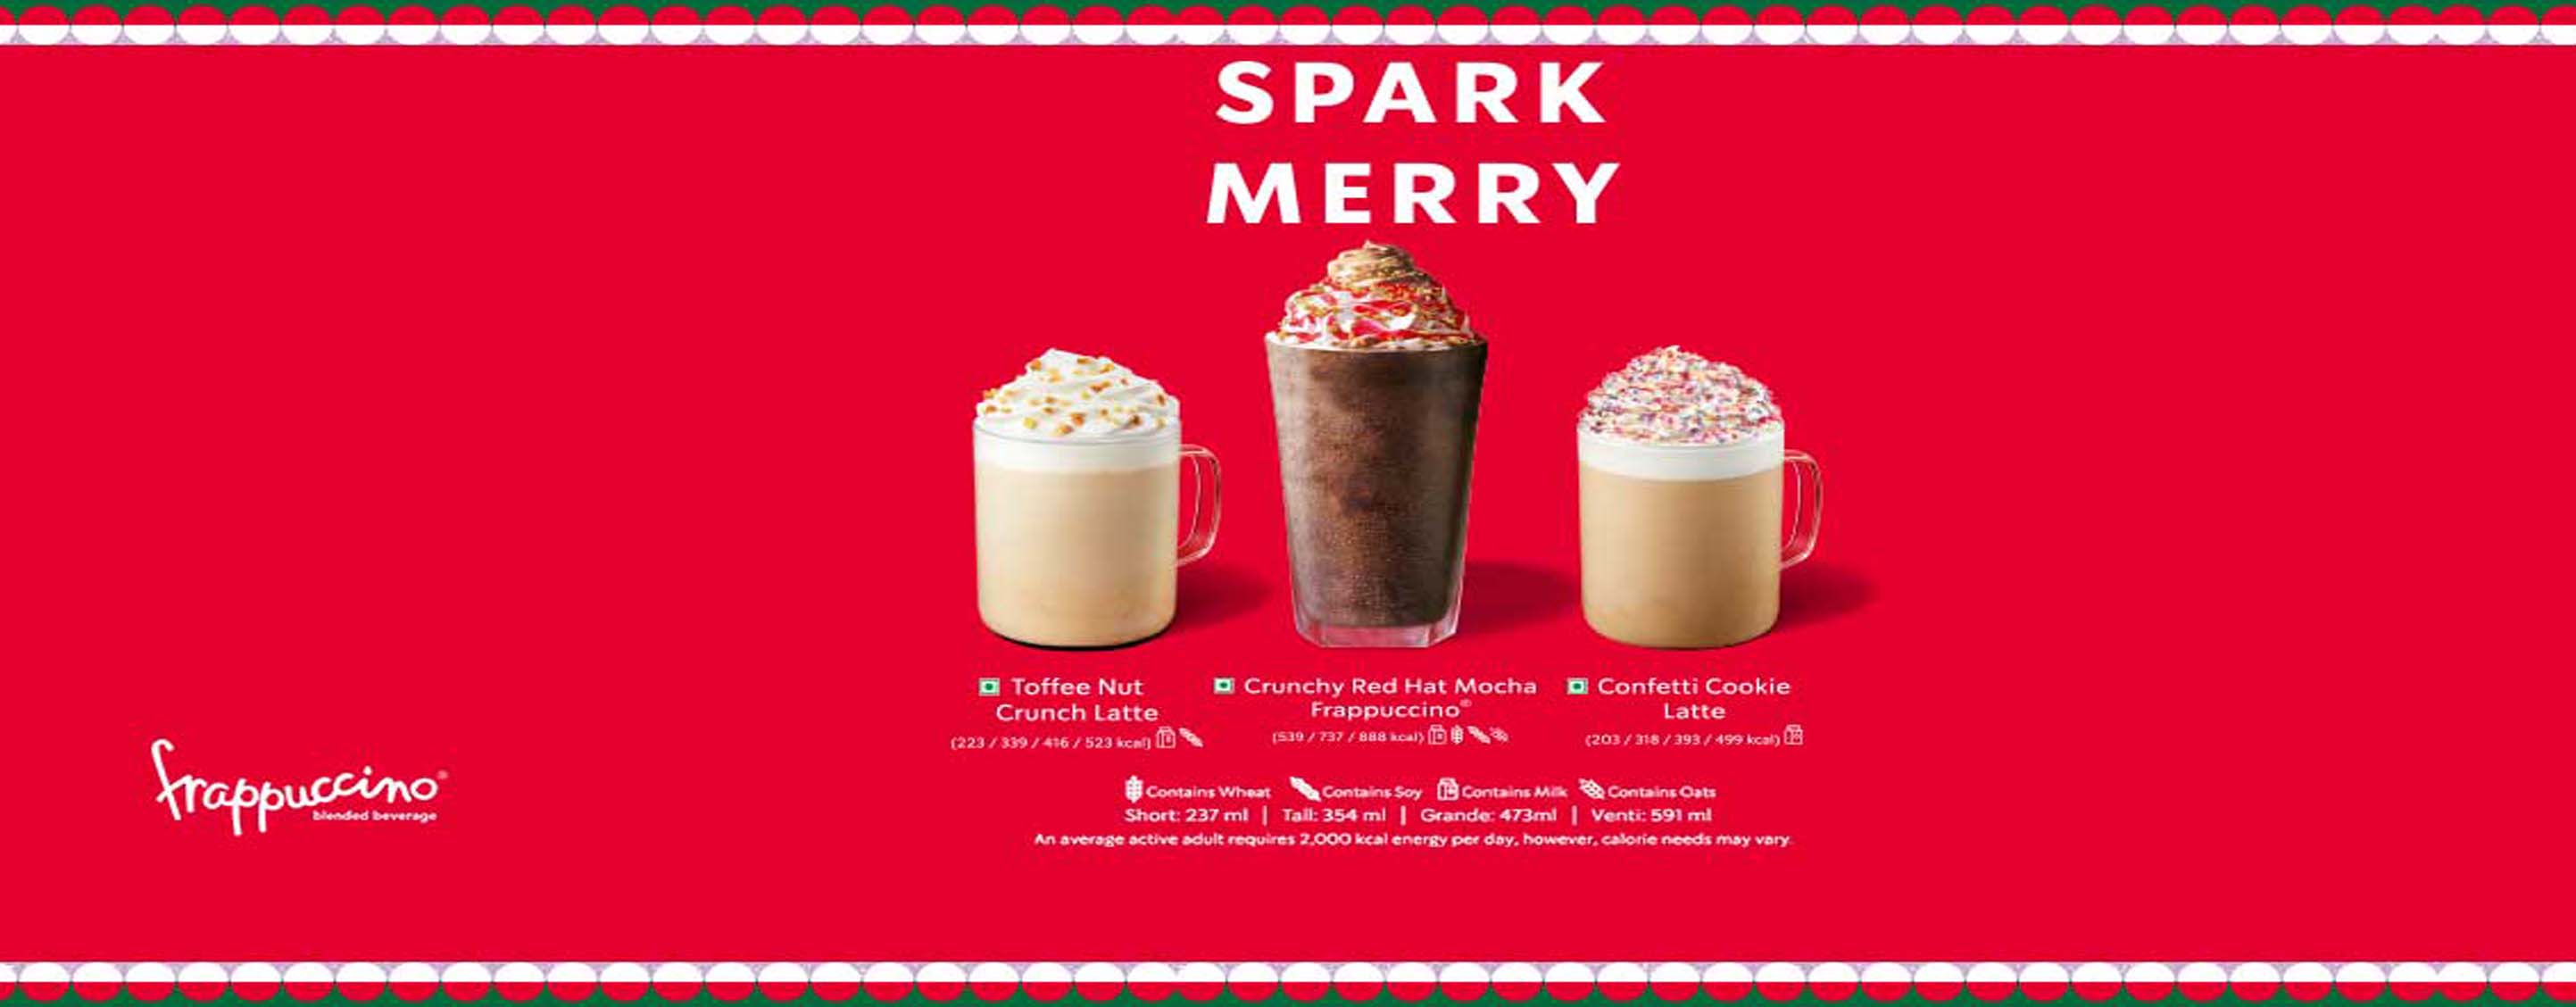 SPARK
MERRY
Toffee Nut
Crunch Latte
(223 / 339 / 416 / 523 kcal)
Crunchy Red Hat Mocha
Frappuccino®
(539 / 737 / 888 kcal)
Confetti Cookie
Latte
(203 / 318 / 393 / 499 kcal)
frappuccino®
blended beverage
Contains Wheat Contains Soy Contains Milk Contains Oats
Short: 237 ml | Tall: 354 ml | Grande: 473ml | Venti: 591 ml
An average active adult requires 2,000 kcal energy per day, however, calorie needs may vary.